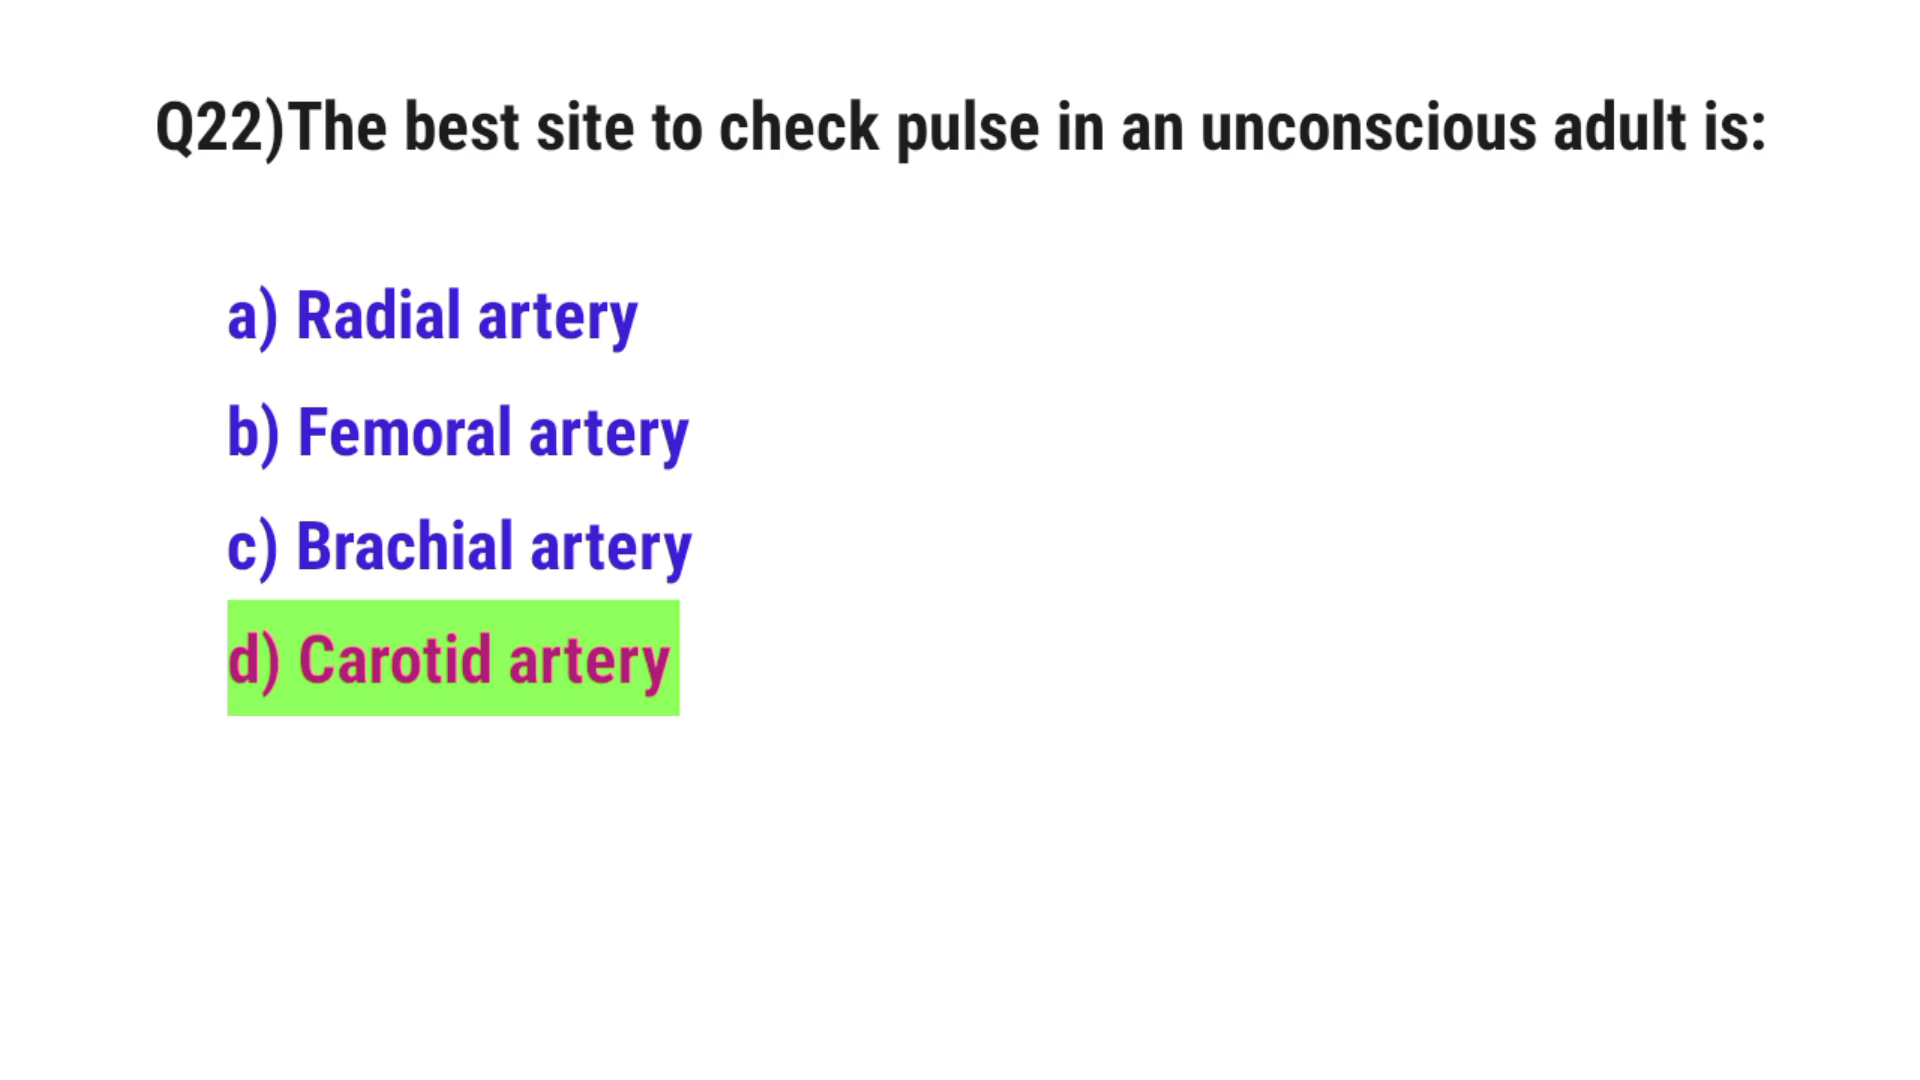 Q22)The best site to check pulse in an unconscious adult is:
a) Radial artery
b) Femoral artery
c) Brachial artery
d) Carotid artery